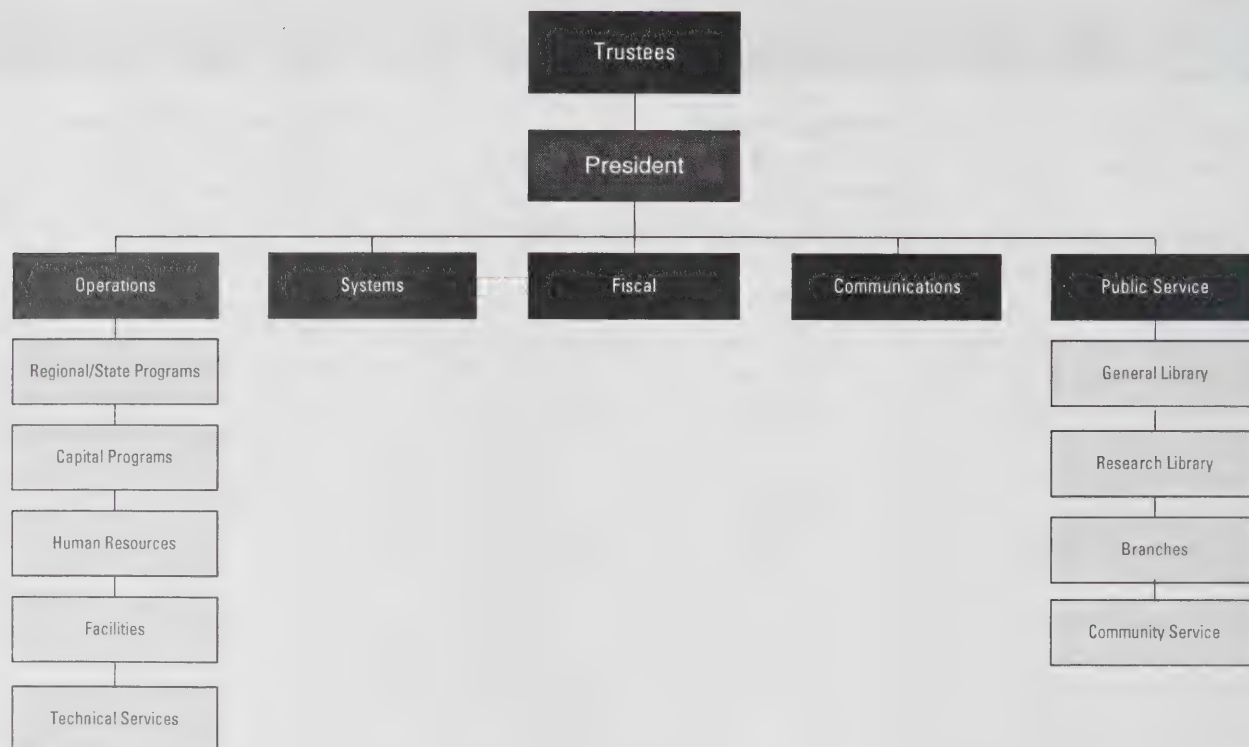 Trustees
President
Operations
Systems
Fiscal
Communications
Public Service
Regional/State Programs
Capital Programs
Human Resources
Facilities
Technical Services
General Library
Research Library
Branches
Community Service